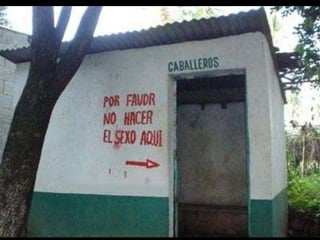 CABALLEROS
POR FAVOR
NO HACER
EL SEXO AQUI